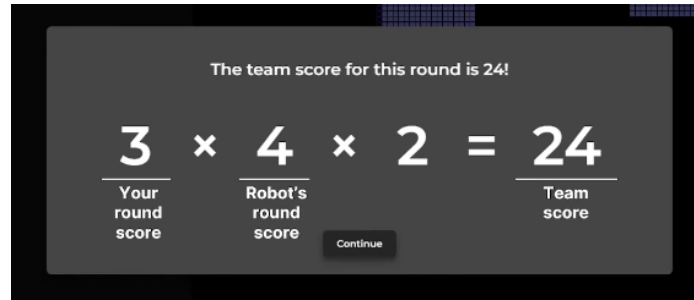 The team score for this round is 24!
3 × 4 × 2 = 24
Your round score
Robot's round score
Team score
Continue